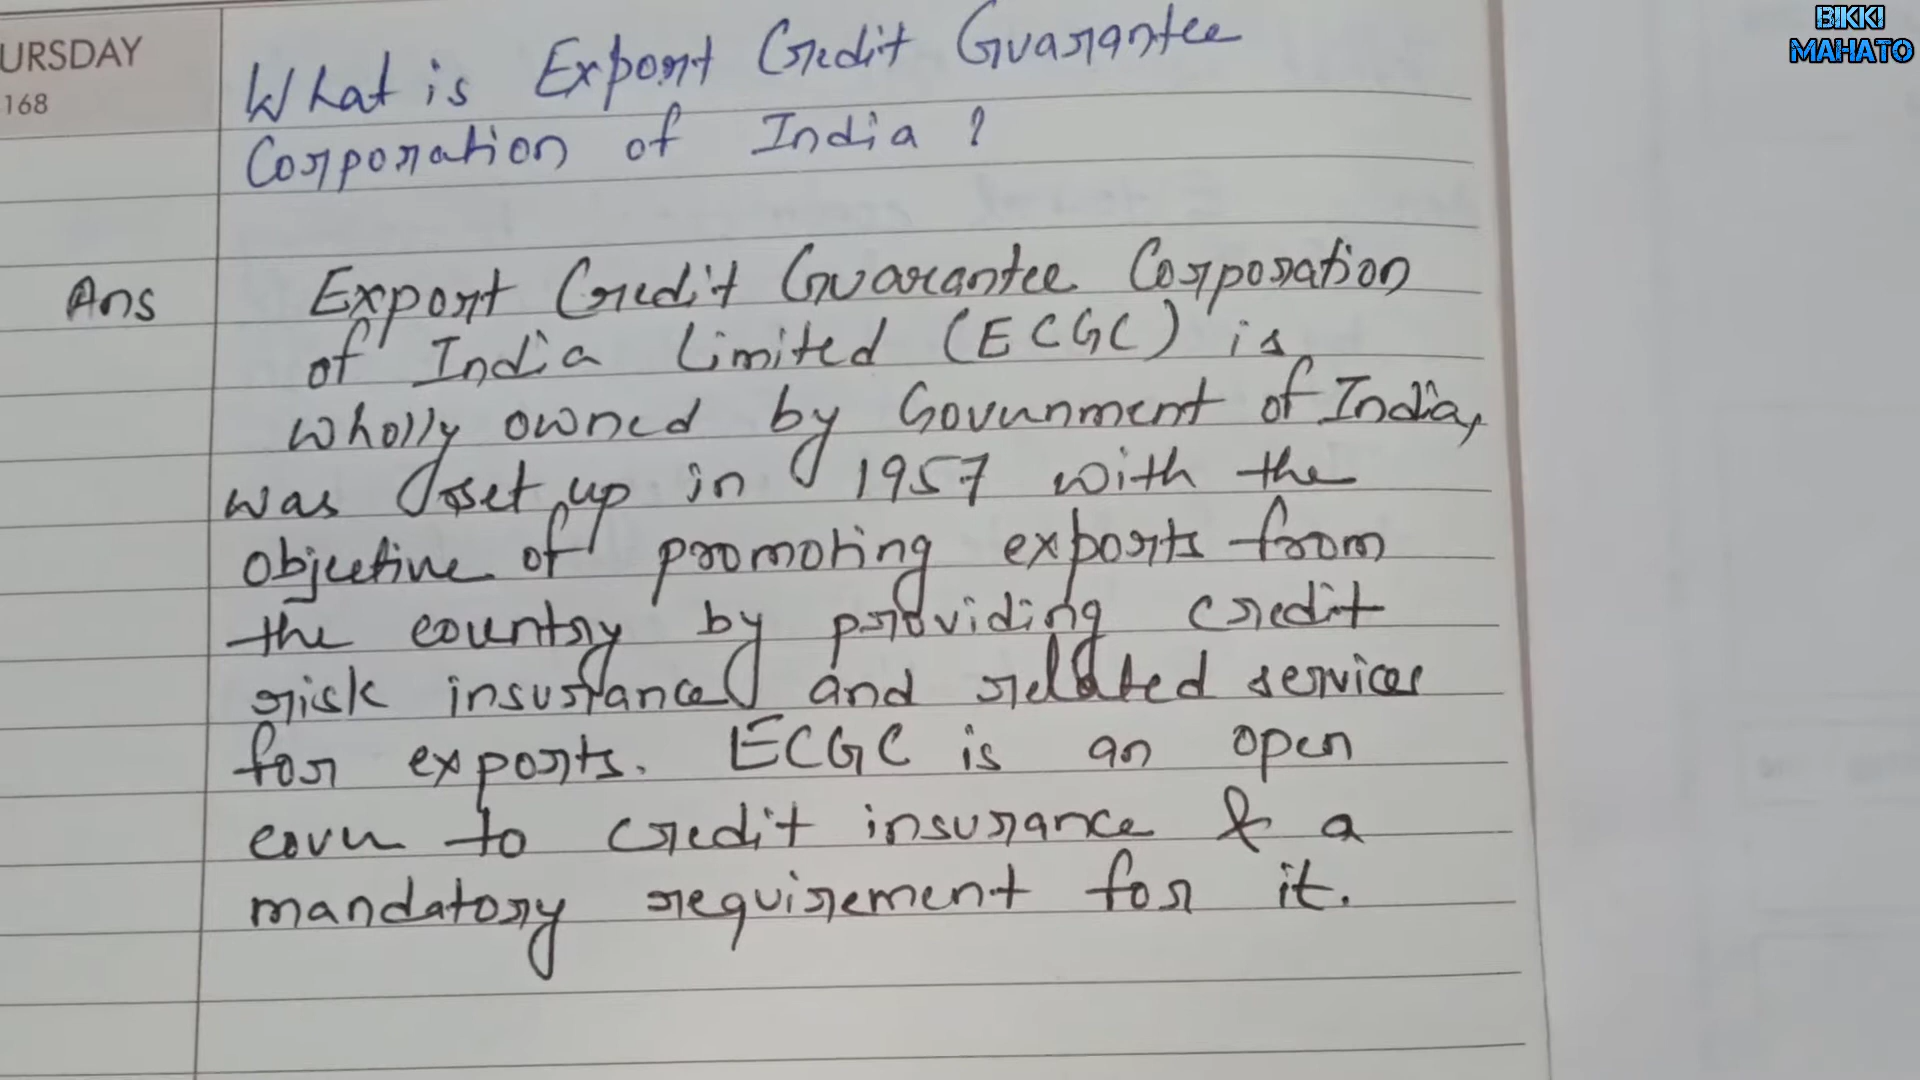 BIKKI
MAHATO
URSDAY
168
What is Export Credit Guarantee
Corporation of India ?
Ans Export Credit Guarantee Corporation
of India Limited (ECGC) is
wholly owned by Government of India,
was set up in 1957 with the
objective of promoting exports from
the country by providing credit
risk insurance and related services
for exports. ECGC is an open
cover to credit insurance & a
mandatory requirement for it.